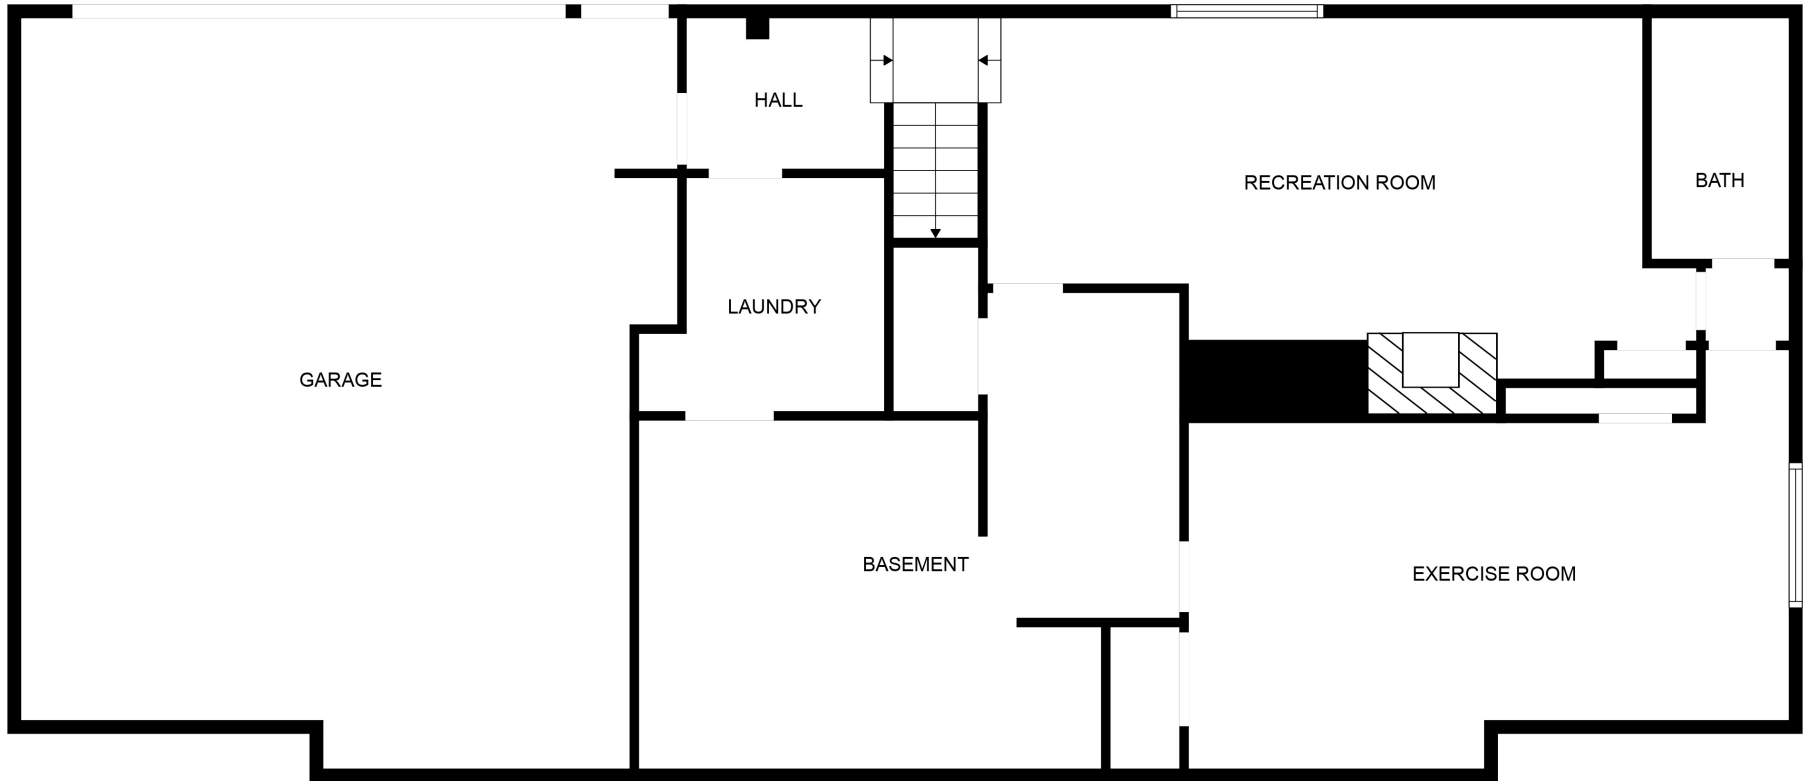 HALL
RECREATION ROOM
BATH
LAUNDRY
GARAGE
BASEMENT
EXERCISE ROOM